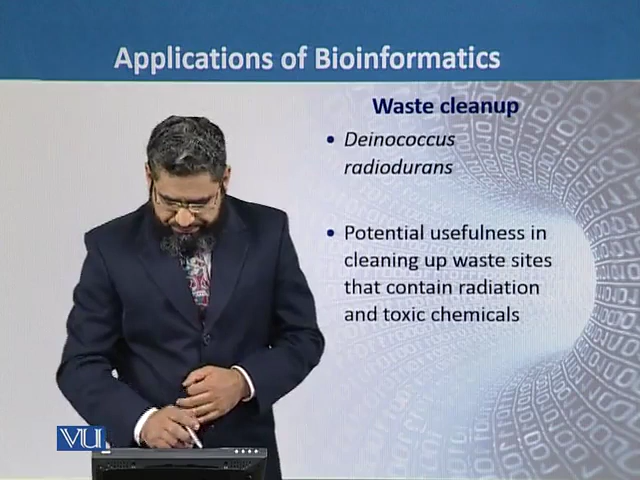 Applications of Bioinformatics
Waste cleanup
• Deinococcus
radiodurans
• Potential usefulness in
cleaning up waste sites
that contain radiation
and toxic chemicals
VU